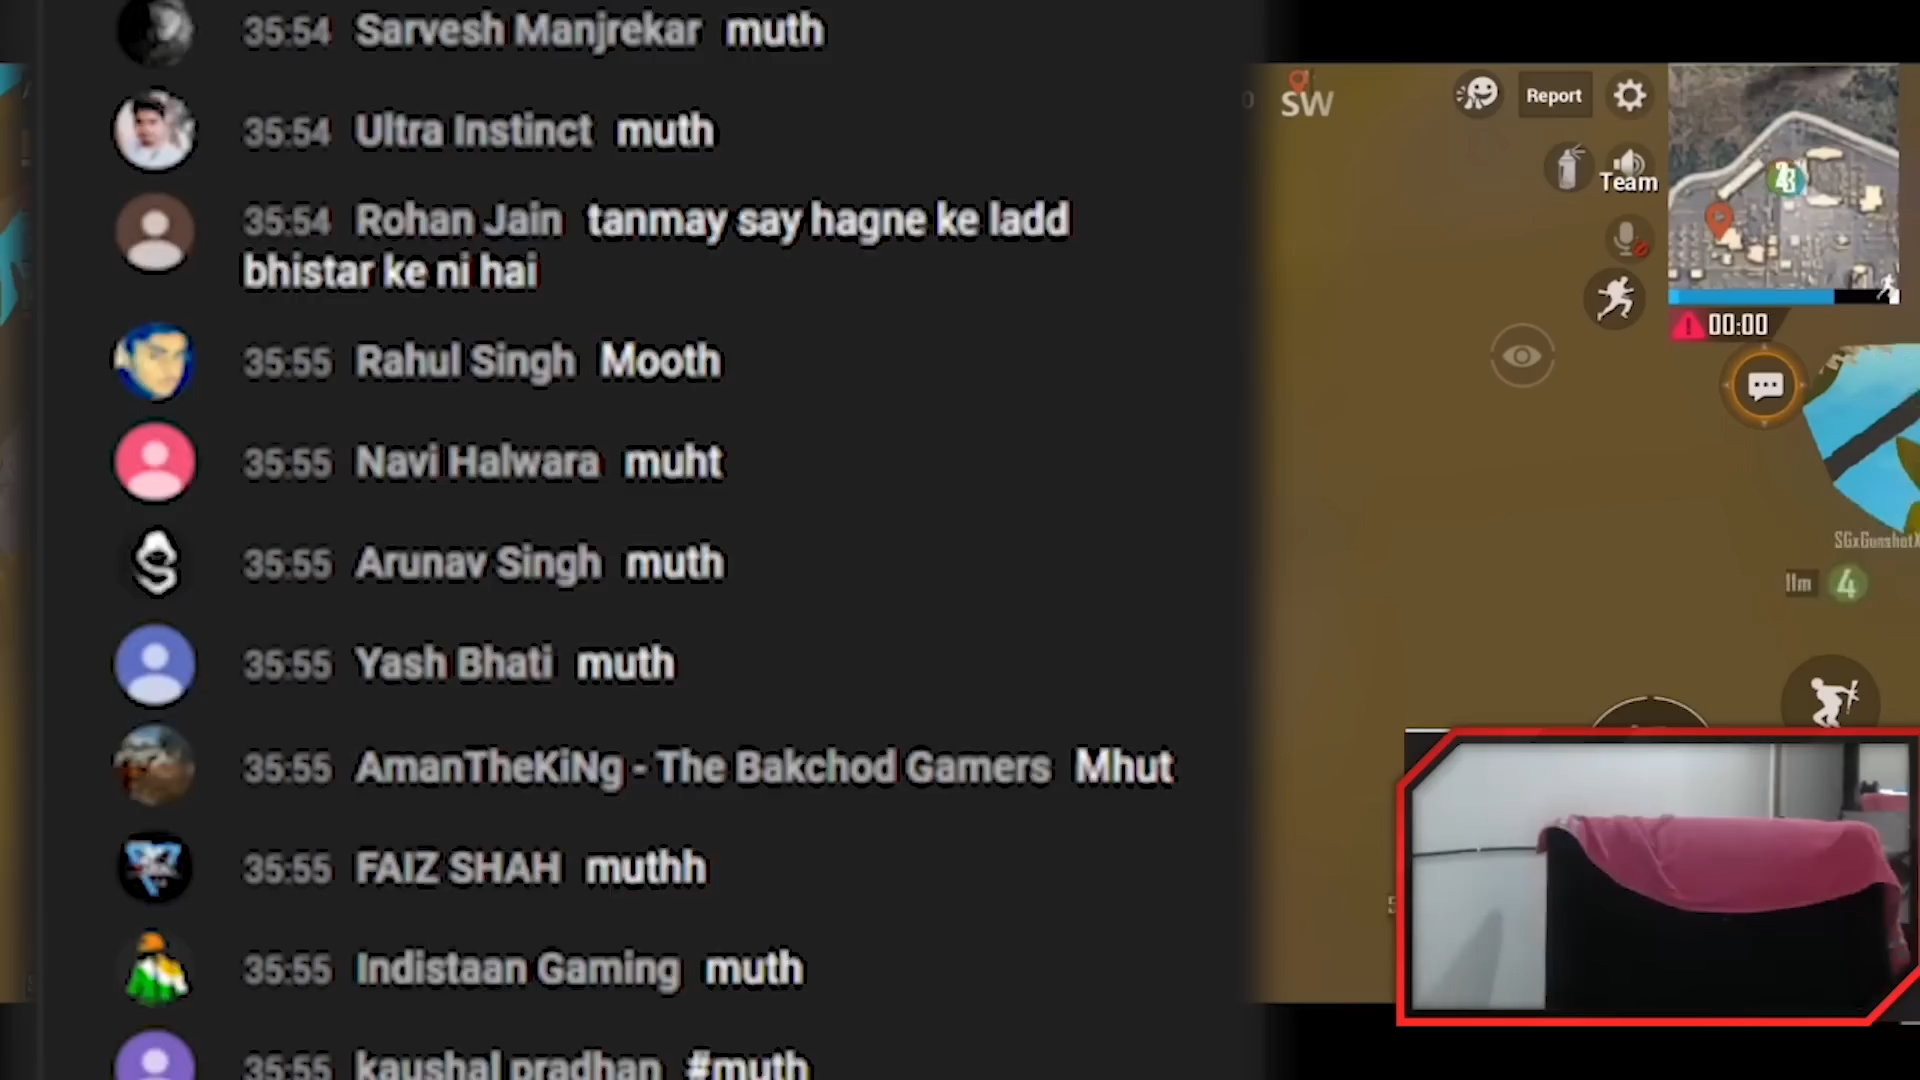 35:54 Sarvesh Manjrekar muth
35:54 Ultra Instinct muth
35:54 Rohan Jain tanmay say hagne ke ladd
bhistar ke ni hai
35:55 Rahul Singh Mooth
35:55 Navi Halwara muht
35:55 Arunav Singh muth
35:55 Yash Bhati muth
35:55 AmanTheKiNg - The Bakchod Gamers Mhut
35:55 FAIZ SHAH muthh
35:55 Indistaan Gaming muth
35:55 kaushal pradhan #muth
SW
Report
Team
00:00
11m 4